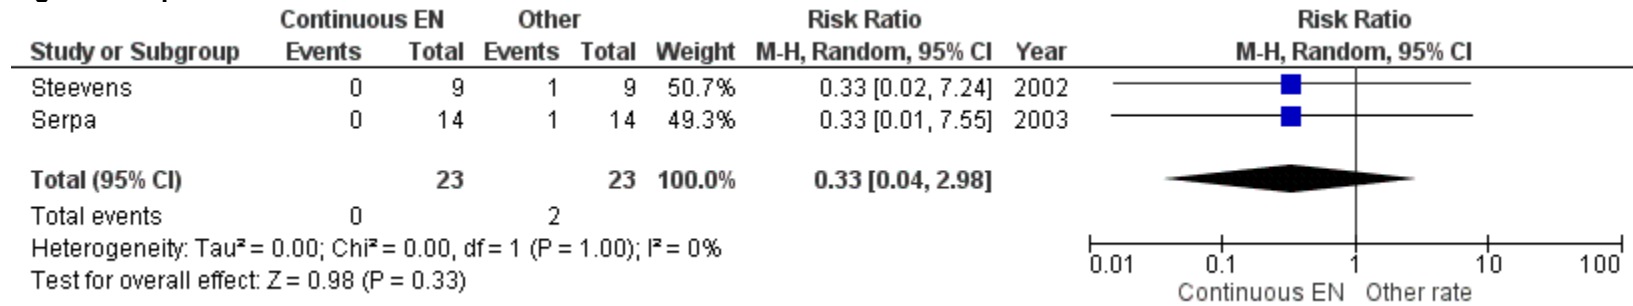 Continuous EN Other Risk Ratio Risk Ratio
Study or Subgroup Events Total Events Total Weight M-H, Random, 95% CI Year M-H, Random, 95% CI
Steevens 0 9 1 9 50.7% 0.33 [0.02, 7.24] 2002
Serpa 0 14 1 14 49.3% 0.33 [0.01, 7.55] 2003
Total (95% CI) 23 23 100.0% 0.33 [0.04, 2.98]
Total events 0 2
Heterogeneity: Tau² = 0.00; Chi² = 0.00, df = 1 (P = 1.00); I² = 0%
Test for overall effect: Z = 0.98 (P = 0.33)
0.01 0.1 1 10 100
Continuous EN Other rate